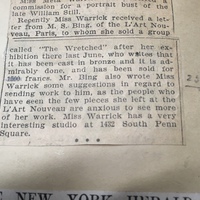 commission for a portrait bust of the
late William Still.
Recently Miss Warrick received a let-
ter from M. S. Bing, of the L'Art Nou-
veau, Paris, to whom she sold a group
called "The Wretched" after her ex-
hibition there last June, who writes that
it has been cast in bronze and it is ad-
mirably done, and has been sold for
francs. Mr. Bing also wrote Miss
Warrick some suggestions in regard to
sending work to him, as the people who
have seen the few pieces she left at the
L'Art Nouveau are anxious to see more
of her work. Miss Warrick has a very
interesting studio at 1432 South Penn
Square.
* * *
NEW YORK HERALD